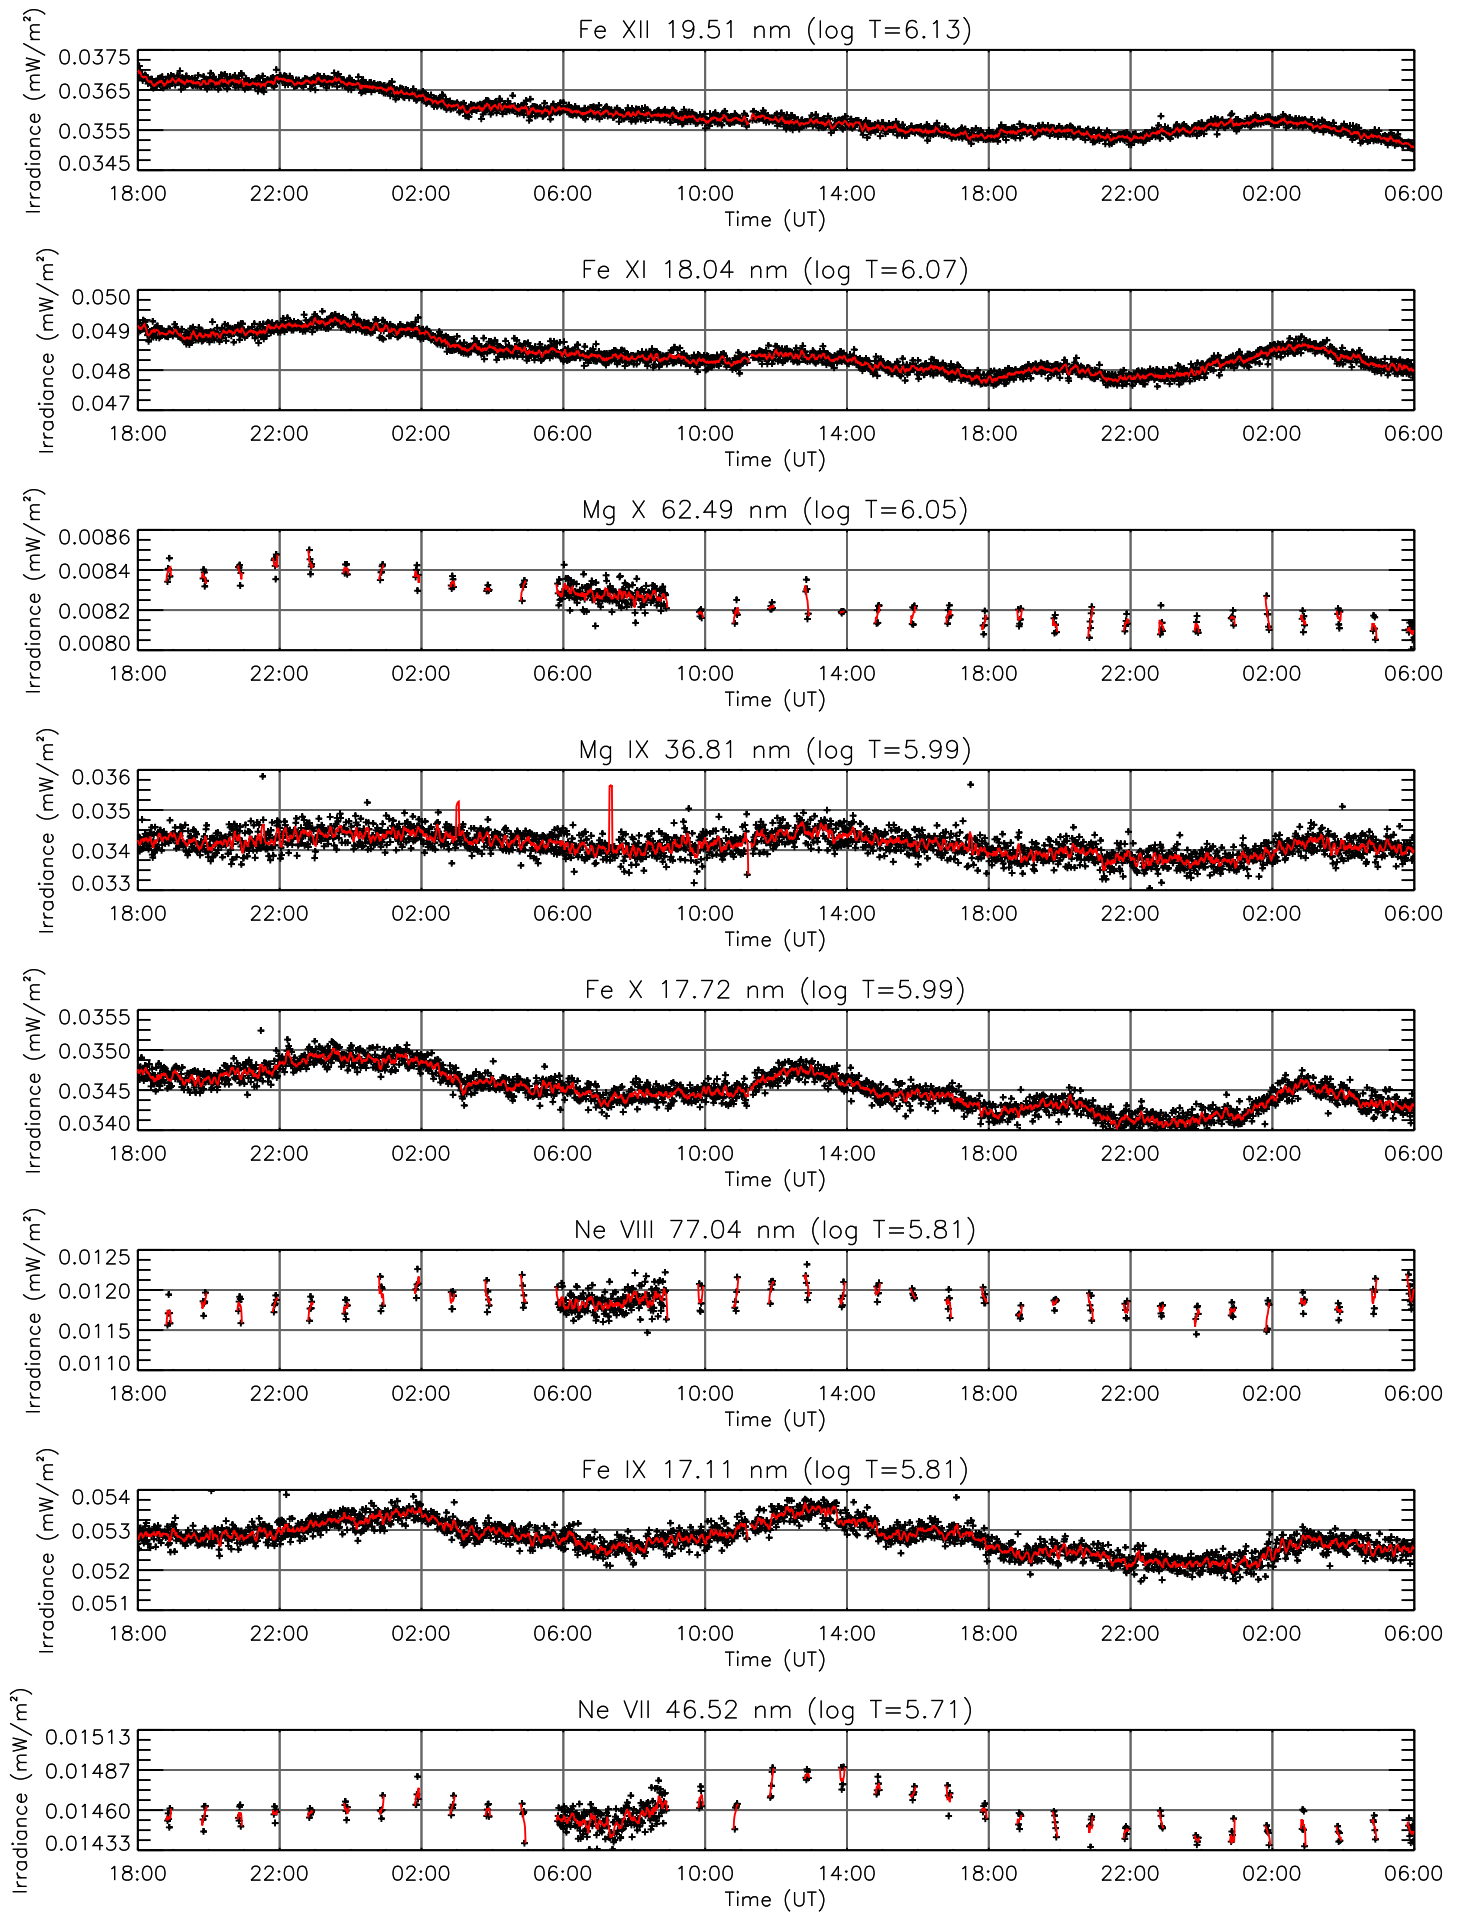 Fe XII 19.51 nm (log T=6.13)
Irradiance (mW/m²)
0.0375
0.0365
0.0355
0.0345
18:00 22:00 02:00 06:00 10:00 14:00 18:00 22:00 02:00 06:00
Time (UT)
Fe XI 18.04 nm (log T=6.07)
Irradiance (mW/m²)
0.050
0.049
0.048
0.047
18:00 22:00 02:00 06:00 10:00 14:00 18:00 22:00 02:00 06:00
Time (UT)
Mg X 62.49 nm (log T=6.05)
Irradiance (mW/m²)
0.0086
0.0084
0.0082
0.0080
18:00 22:00 02:00 06:00 10:00 14:00 18:00 22:00 02:00 06:00
Time (UT)
Mg IX 36.81 nm (log T=5.99)
Irradiance (mW/m²)
0.036
0.035
0.034
0.033
18:00 22:00 02:00 06:00 10:00 14:00 18:00 22:00 02:00 06:00
Time (UT)
Fe X 17.72 nm (log T=5.99)
Irradiance (mW/m²)
0.0355
0.0350
0.0345
0.0340
18:00 22:00 02:00 06:00 10:00 14:00 18:00 22:00 02:00 06:00
Time (UT)
Ne VIII 77.04 nm (log T=5.81)
Irradiance (mW/m²)
0.0125
0.0120
0.0115
0.0110
18:00 22:00 02:00 06:00 10:00 14:00 18:00 22:00 02:00 06:00
Time (UT)
Fe IX 17.11 nm (log T=5.81)
Irradiance (mW/m²)
0.054
0.053
0.052
0.051
18:00 22:00 02:00 06:00 10:00 14:00 18:00 22:00 02:00 06:00
Time (UT)
Ne VII 46.52 nm (log T=5.71)
Irradiance (mW/m²)
0.01513
0.01487
0.01460
0.01433
18:00 22:00 02:00 06:00 10:00 14:00 18:00 22:00 02:00 06:00
Time (UT)